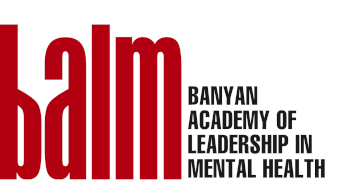 balm
BANYAN
ACADEMY OF
LEADERSHIP IN
MENTAL HEALTH